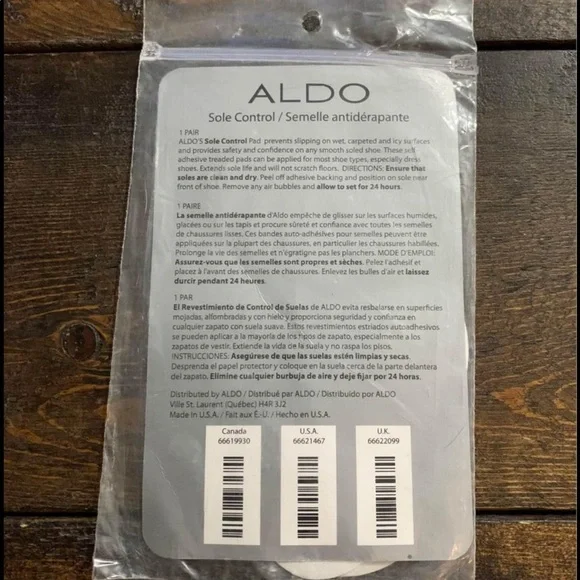 ALDO
Sole Control / Semelle antidérapante
1 PAIR
ALDO'S Sole Control Pad prevents slipping on wet, carpeted and icy surfaces
and provides safety and confidence on any smooth soled shoe. These self-
adhesive treaded pads can be applied for most shoe types, especially dress
shoes. Extends sole life and will not scratch floors. DIRECTIONS: Ensure that
soles are clean and dry. Peel off adhesive backing and position on sole near
front of shoe. Remove any air bubbles and allow to set for 24 hours.
1 PAIRE
La semelle antidérapante d'Aldo empêche de glisser sur les surfaces humides,
glacées ou sur les tapis et procure sûreté et confiance avec toutes les semelles
de chaussures lisses. Ces bandes auto-adhésives pour semelles peuvent être
appliquées sur la plupart des chaussures, en particulier les chaussures habillées.
Prolonge la vie des semelles et n'égratigne pas les planchers. MODE D'EMPLOI:
Assurez-vous que les semelles sont propres et sèches. Pelez l'adhesif et
placez à l'avant des semelles de chaussures. Enlevez les bulles d'air et laissez
durcir pendant 24 heures.
1 PAR
El Revestimiento de Control de Suelas de ALDO evita resbalarse en superficies
mojadas, alfombradas y con hielo y proporciona seguridad y confianza en
cualquier zapato con suela suave. Estos revestimientos estriados autoadhesivos
se pueden aplicar a la mayoría de los tipos de zapato, especialmente a los
zapatos de vestir. Extiende la vida de la suela y no raspa los pisos.
INSTRUCCIONES: Asegúrese de que las suelas estén limpias y secas.
Desprenda el papel protector y coloque en la suela cerca de la parte delantera
del zapato. Elimine cualquier burbuja de aire y deje fijar por 24 horas.
Distributed by ALDO / Distribué par ALDO / Distribuido por ALDO
Ville St. Laurent (Québec) H4R 3J2
Made in U.S.A. / Fait aux É.-U. / Hecho en U.S.A.
Canada
66619930
U.S.A.
66621467
U.K.
66622099